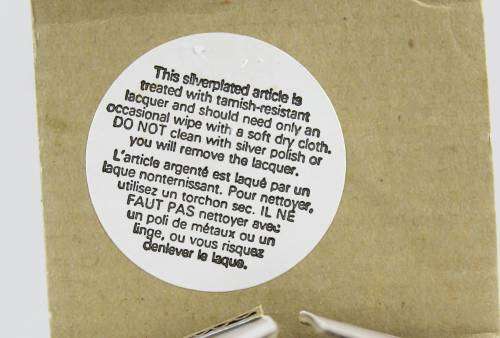 This silverplated article is
treated with tarnish-resistant
lacquer and should need only an
occasional wipe with a soft dry cloth.
DO NOT clean with silver polish or
you will remove the lacquer.
L'article argenté est laqué par un
laque nonternissant. Pour nettoyer,
utilisez un torchon sec. IL NE
FAUT PAS nettoyer avec
un poli de métaux ou un
linge, ou vous risquez
denlever le laque.